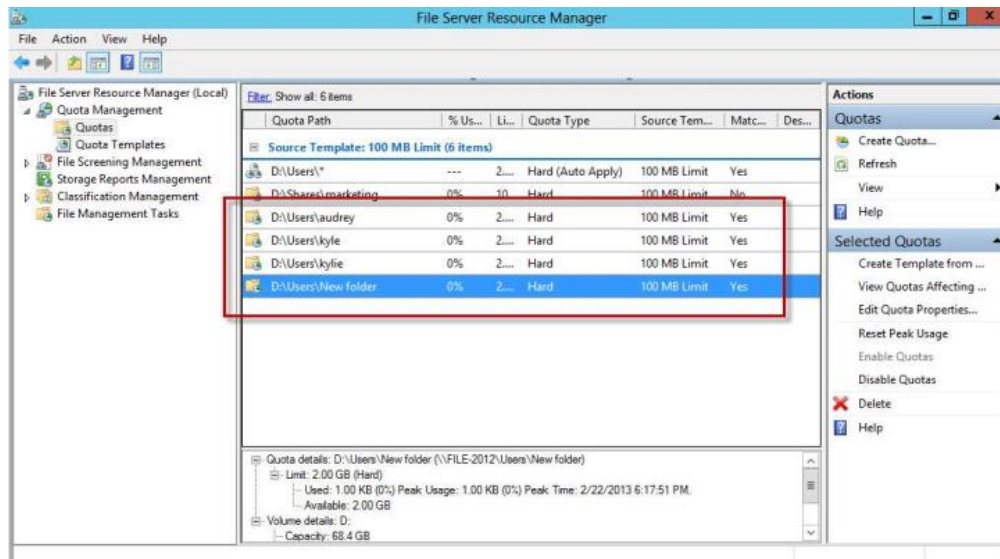 File Server Resource Manager
File Action View Help
File Server Resource Manager (Local)
Quota Management
Quotas
Quota Templates
File Screening Management
Storage Reports Management
Classification Management
File Management Tasks
Filter: Show all: 6 items
Quota Path % Us... Li... Quota Type Source Tem... Matc... Des...
Source Template: 100 MB Limit (6 items)
D:\Users\* --- 2.... Hard (Auto Apply) 100 MB Limit Yes
D:\Shares\marketing 0% 10 Hard 100 MB Limit No
D:\Users\audrey 0% 2.... Hard 100 MB Limit Yes
D:\Users\kyle 0% 2.... Hard 100 MB Limit Yes
D:\Users\kylie 0% 2.... Hard 100 MB Limit Yes
D:\Users\New folder 0% 2.... Hard 100 MB Limit Yes
Quota details: D:\Users\New folder (\\FILE-2012\Users\New folder)
Limit: 2.00 GB (Hard)
Used: 1.00 KB (0%) Peak Usage: 1.00 KB (0%) Peak Time: 2/22/2013 6:17:51 PM.
Available: 2.00 GB
Volume details: D:
Capacity: 68.4 GB
Actions
Quotas
Create Quota...
Refresh
View
Help
Selected Quotas
Create Template from ...
View Quotas Affecting ...
Edit Quota Properties...
Reset Peak Usage
Enable Quotas
Disable Quotas
Delete
Help